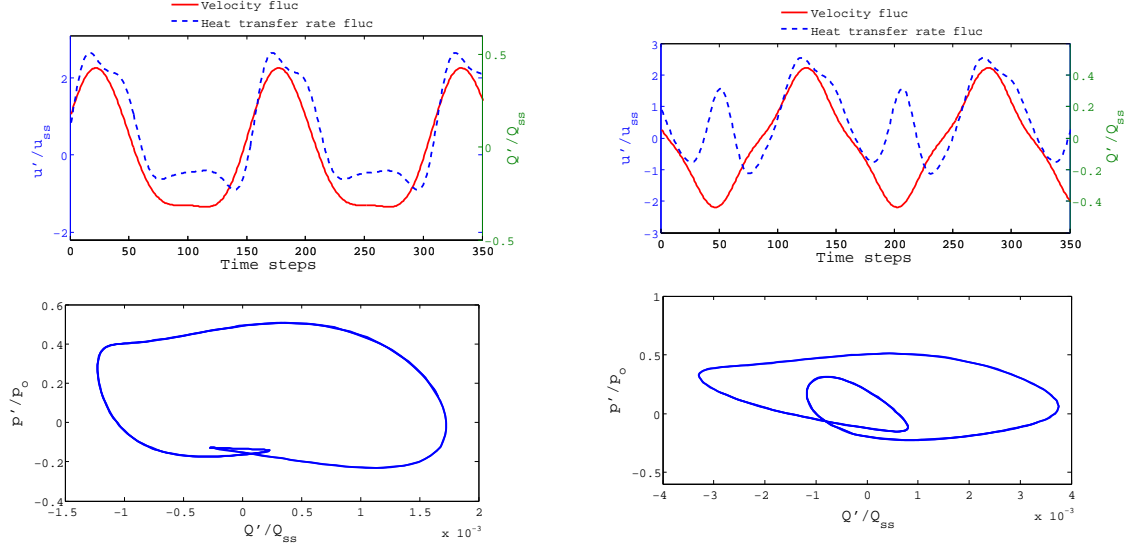 Velocity fluc
Heat transfer rate fluc
2
0
-2
u'/u_ss
0.5
0
-0.5
Q'/Q_ss
0 50 100 150 200 250 300 350
Time steps
Velocity fluc
Heat transfer rate fluc
3
2
1
0
-1
-2
-3
u'/u_ss
0.4
0.2
0
-0.2
-0.4
Q'/Q_ss
0 50 100 150 200 250 300 350
Time steps
0.6
0.4
0.2
0
-0.2
-0.4
p'/p_o
-1.5 -1 -0.5 0 0.5 1 1.5 2
Q'/Q_ss
x 10^-3
1
0.5
0
-0.5
p'/p_o
-4 -3 -2 -1 0 1 2 3 4
Q'/Q_ss
x 10^-3